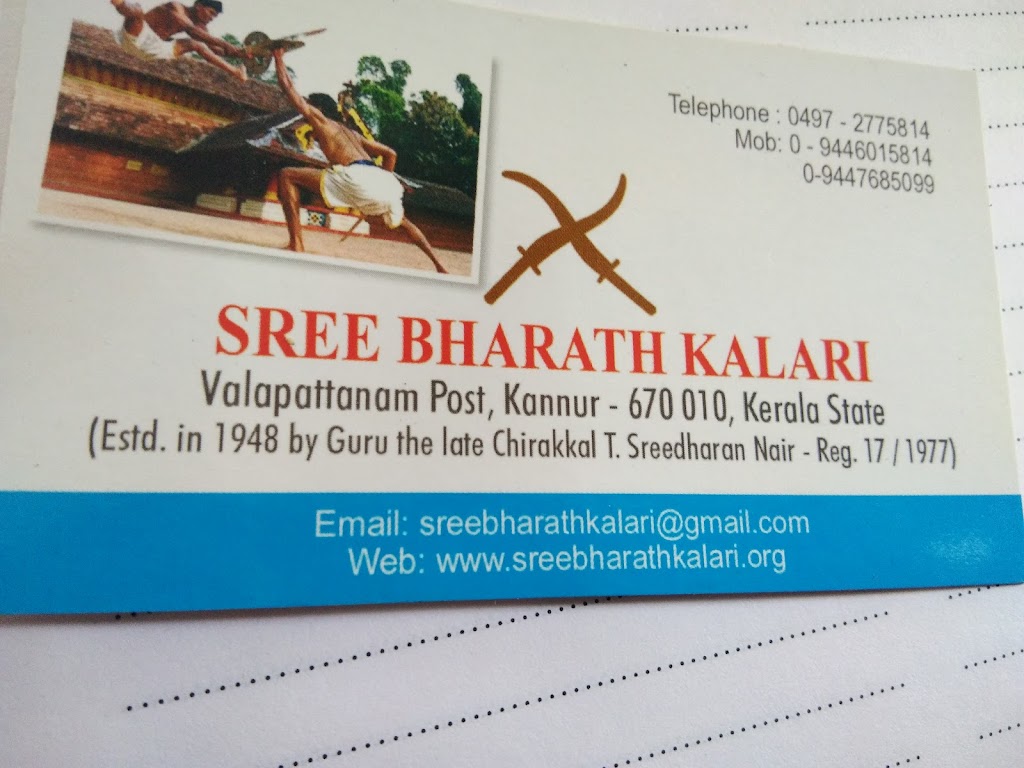 Telephone : 0497 - 2775814
Mob: 0 - 9446015814
0-9447685099
SREE BHARATH KALARI
Valapattanam Post, Kannur - 670 010, Kerala State
(Estd. in 1948 by Guru the late Chirakkal T. Sreedharan Nair - Reg. 17 / 1977)
Email: sreebharathkalari@gmail.com
Web: www.sreebharathkalari.org